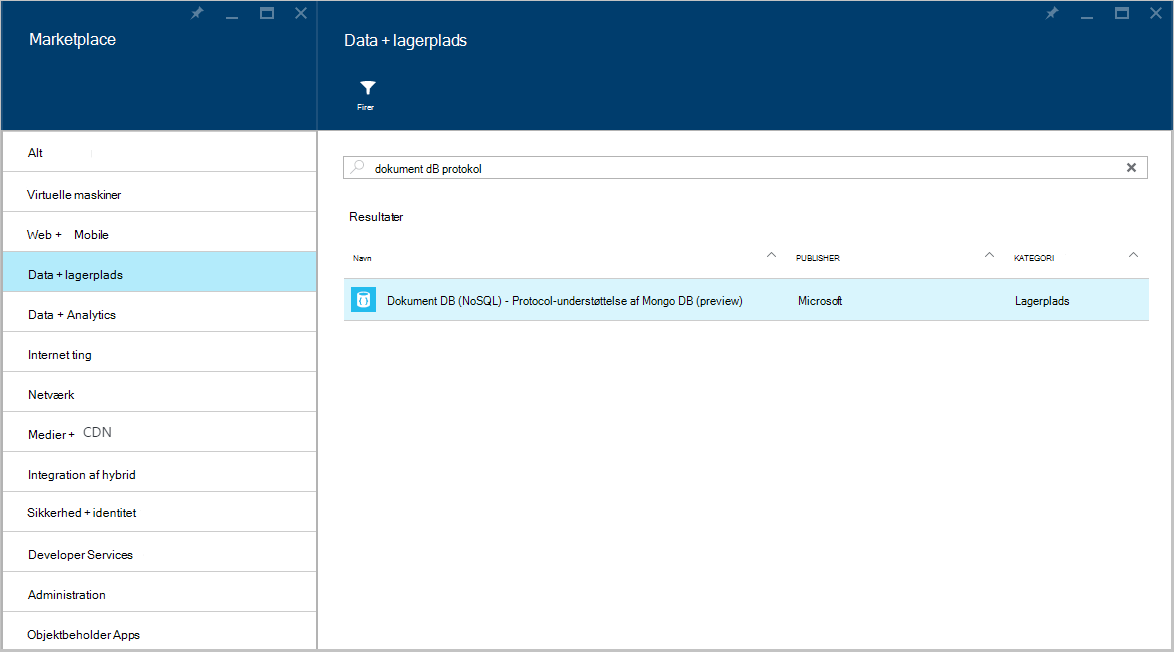 Marketplace
Alt
Virtuelle maskiner
Web + Mobile
Data + lagerplads
Data + Analytics
Internet ting
Netværk
Medier + CDN
Integration af hybrid
Sikkerhed + identitet
Developer Services
Administration
Objektbeholder Apps
Data + lagerplads
Firer
dokument dB protokol
Resultater
Navn PUBLISHER KATEGORI
Dokument DB (NoSQL) - Protocol-understøttelse af Mongo DB (preview) Microsoft Lagerplads